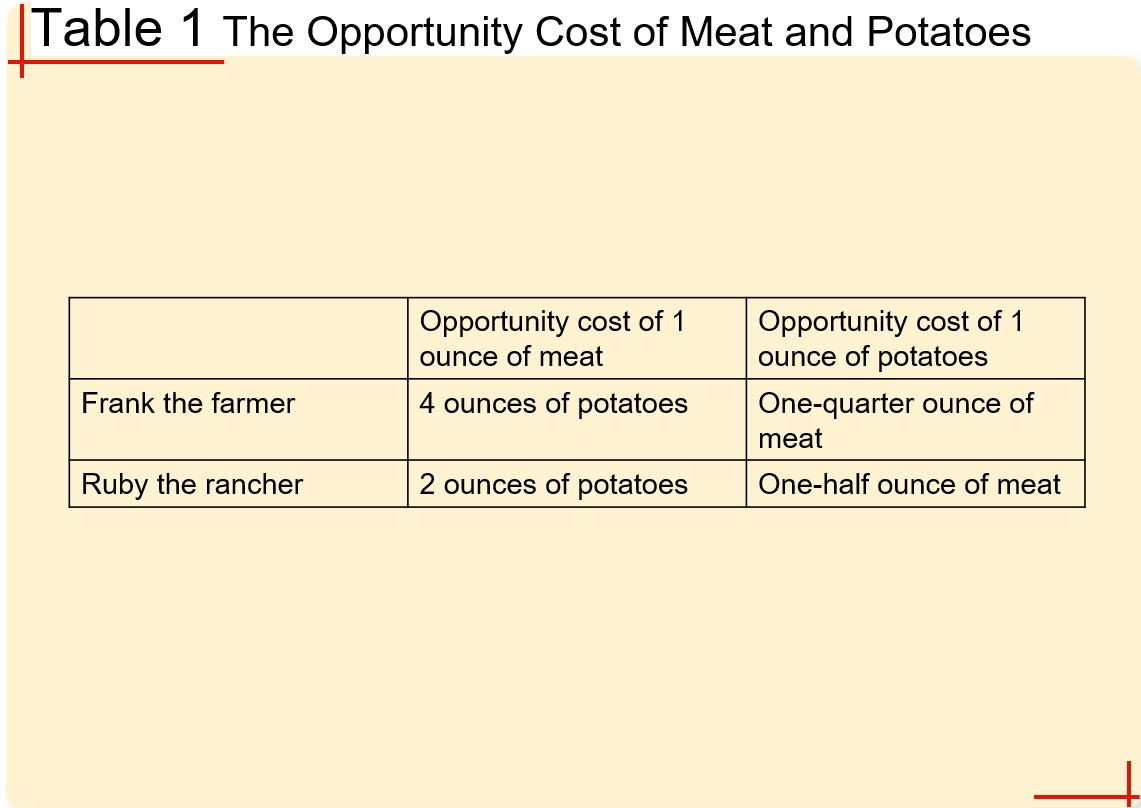 Table 1 The Opportunity Cost of Meat and Potatoes
Opportunity cost of 1
ounce of meat
Opportunity cost of 1
ounce of potatoes
Frank the farmer
4 ounces of potatoes
One-quarter ounce of
meat
Ruby the rancher
2 ounces of potatoes
One-half ounce of meat